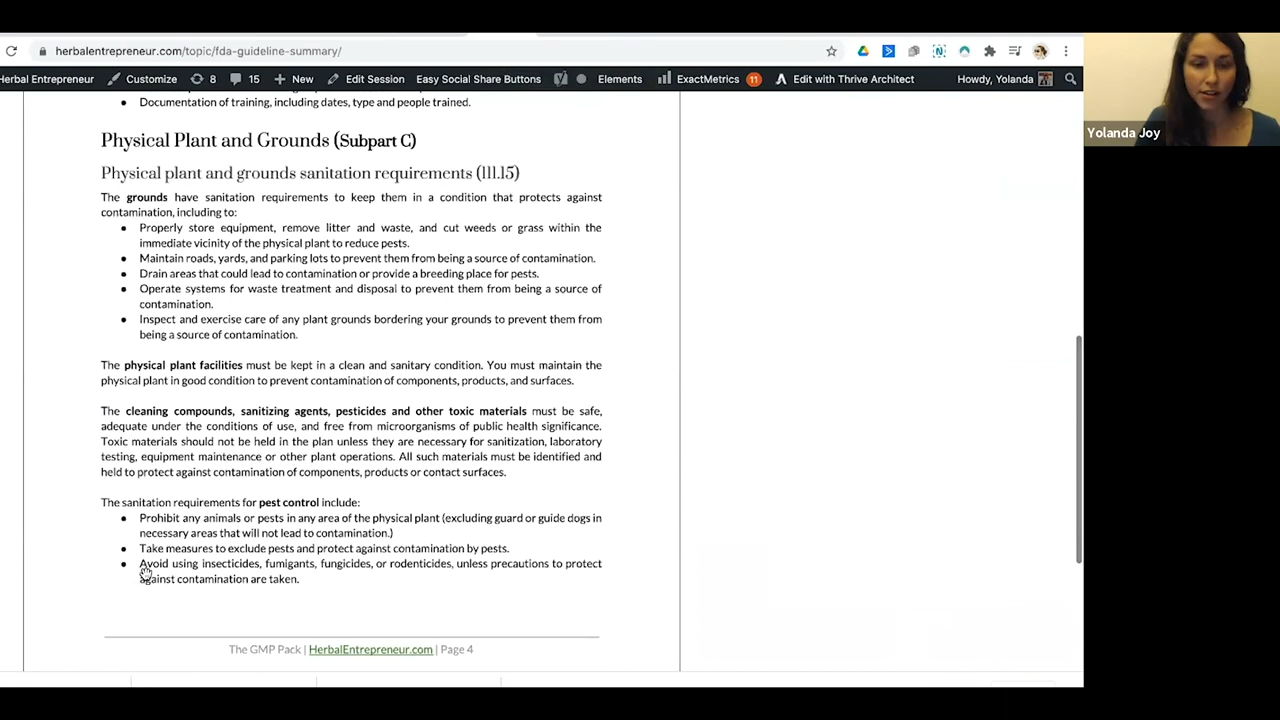 herbalentrepreneur.com/topic/fda-guideline-summary/
Herbal Entrepreneur Customize 8 15 New Edit Session Easy Social Share Buttons Elements ExactMetrics 11 Edit with Thrive Architect Howdy, Yolanda
Yolanda Joy
● Documentation of training, including dates, type and people trained.
Physical Plant and Grounds (Subpart C)
Physical plant and grounds sanitation requirements (111.15)
The grounds have sanitation requirements to keep them in a condition that protects against
contamination, including to:
● Properly store equipment, remove litter and waste, and cut weeds or grass within the
immediate vicinity of the physical plant to reduce pests.
● Maintain roads, yards, and parking lots to prevent them from being a source of contamination.
● Drain areas that could lead to contamination or provide a breeding place for pests.
● Operate systems for waste treatment and disposal to prevent them from being a source of
contamination.
● Inspect and exercise care of any plant grounds bordering your grounds to prevent them from
being a source of contamination.
The physical plant facilities must be kept in a clean and sanitary condition. You must maintain the
physical plant in good condition to prevent contamination of components, products, and surfaces.
The cleaning compounds, sanitizing agents, pesticides and other toxic materials must be safe,
adequate under the conditions of use, and free from microorganisms of public health significance.
Toxic materials should not be held in the plan unless they are necessary for sanitization, laboratory
testing, equipment maintenance or other plant operations. All such materials must be identified and
held to protect against contamination of components, products or contact surfaces.
The sanitation requirements for pest control include:
● Prohibit any animals or pests in any area of the physical plant (excluding guard or guide dogs in
necessary areas that will not lead to contamination.)
● Take measures to exclude pests and protect against contamination by pests.
● Avoid using insecticides, fumigants, fungicides, or rodenticides, unless precautions to protect
against contamination are taken.
The GMP Pack | HerbalEntrepreneur.com | Page 4